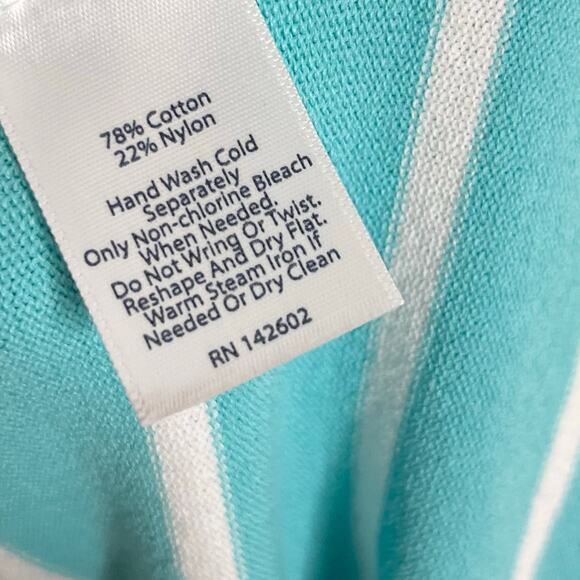 78% Cotton
22% Nylon
Hand Wash Cold
Separately
Only Non-chlorine Bleach
When Needed.
Do Not Wring Or Twist.
Reshape And Dry Flat.
Warm Steam Iron If
Needed Or Dry Clean
RN 142602